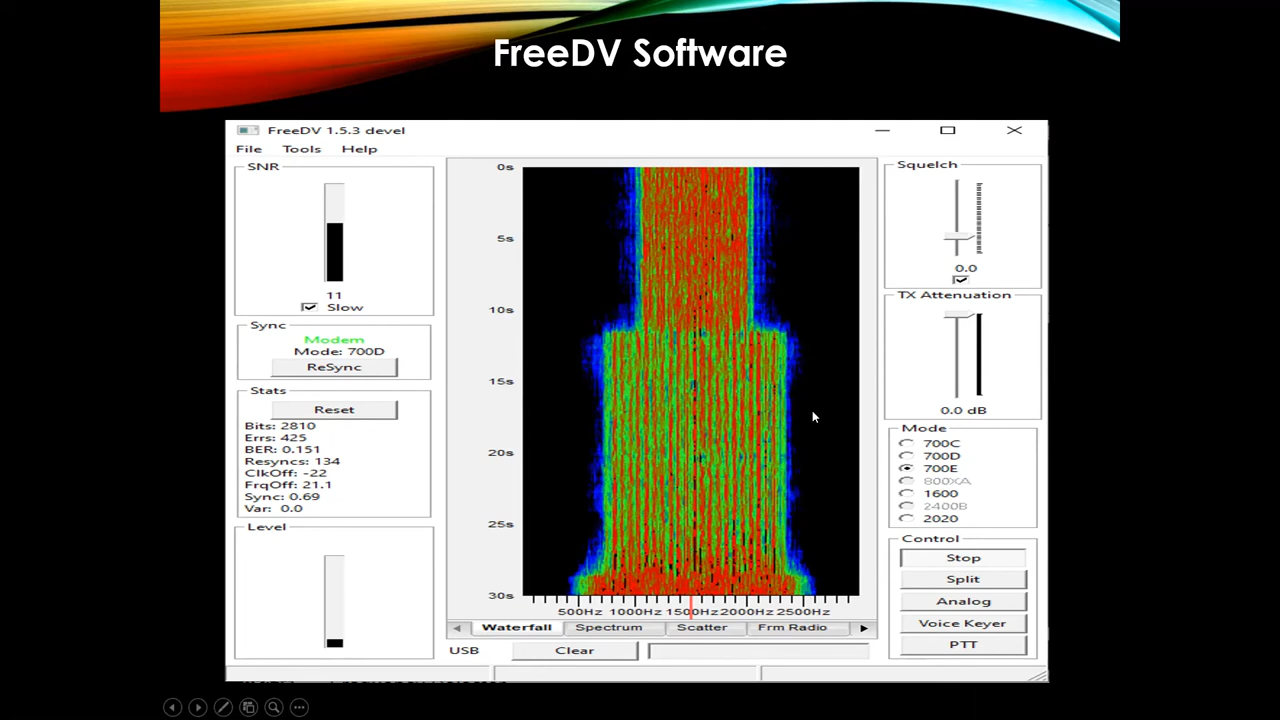 FreeDV Software
FreeDV 1.5.3 devel
File Tools Help
SNR
11
Slow
Sync
Modem
Mode: 700D
ReSync
Stats
Reset
Bits: 2810
Errs: 425
BER: 0.151
Resyncs: 134
ClkOff: -22
FrqOff: 21.1
Sync: 0.69
Var: 0.0
Level
0s
5s
10s
15s
20s
25s
30s
500Hz 1000Hz 1500Hz 2000Hz 2500Hz
Waterfall Spectrum Scatter Frm Radio
USB Clear
Squelch
0.0
TX Attenuation
0.0 dB
Mode
700C
700D
700E
800XA
1600
2400B
2020
Control
Stop
Split
Analog
Voice Keyer
PTT